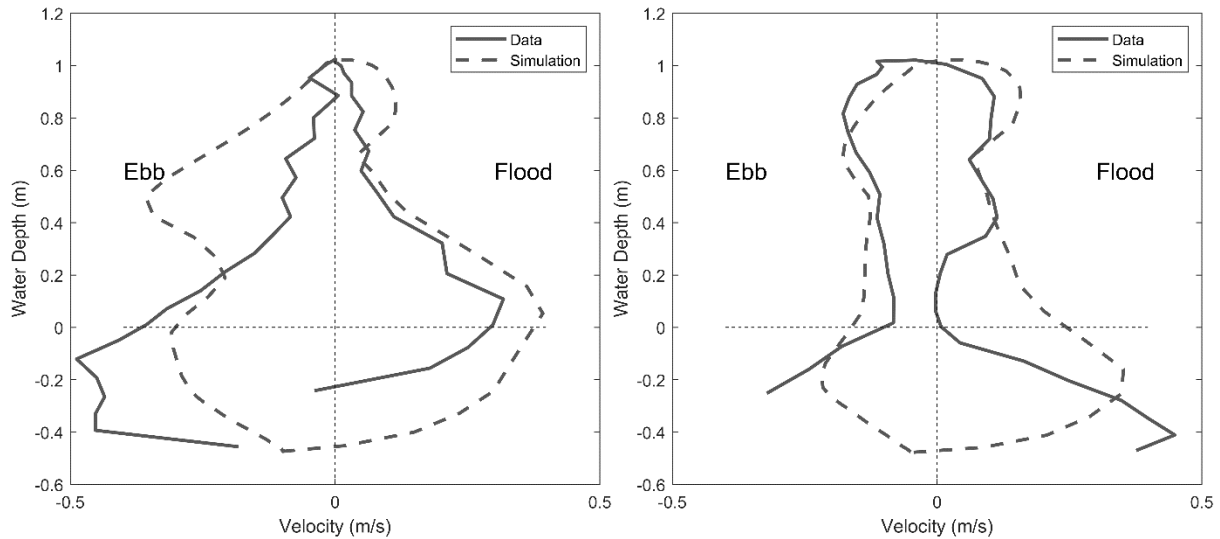 1.2
1
0.8
0.6
0.4
0.2
0
-0.2
-0.4
-0.6
Water Depth (m)
Data
Simulation
Ebb
Flood
-0.5
0
0.5
Velocity (m/s)
1.2
1
0.8
0.6
0.4
0.2
0
-0.2
-0.4
-0.6
Water Depth (m)
Data
Simulation
Ebb
Flood
-0.5
0
0.5
Velocity (m/s)